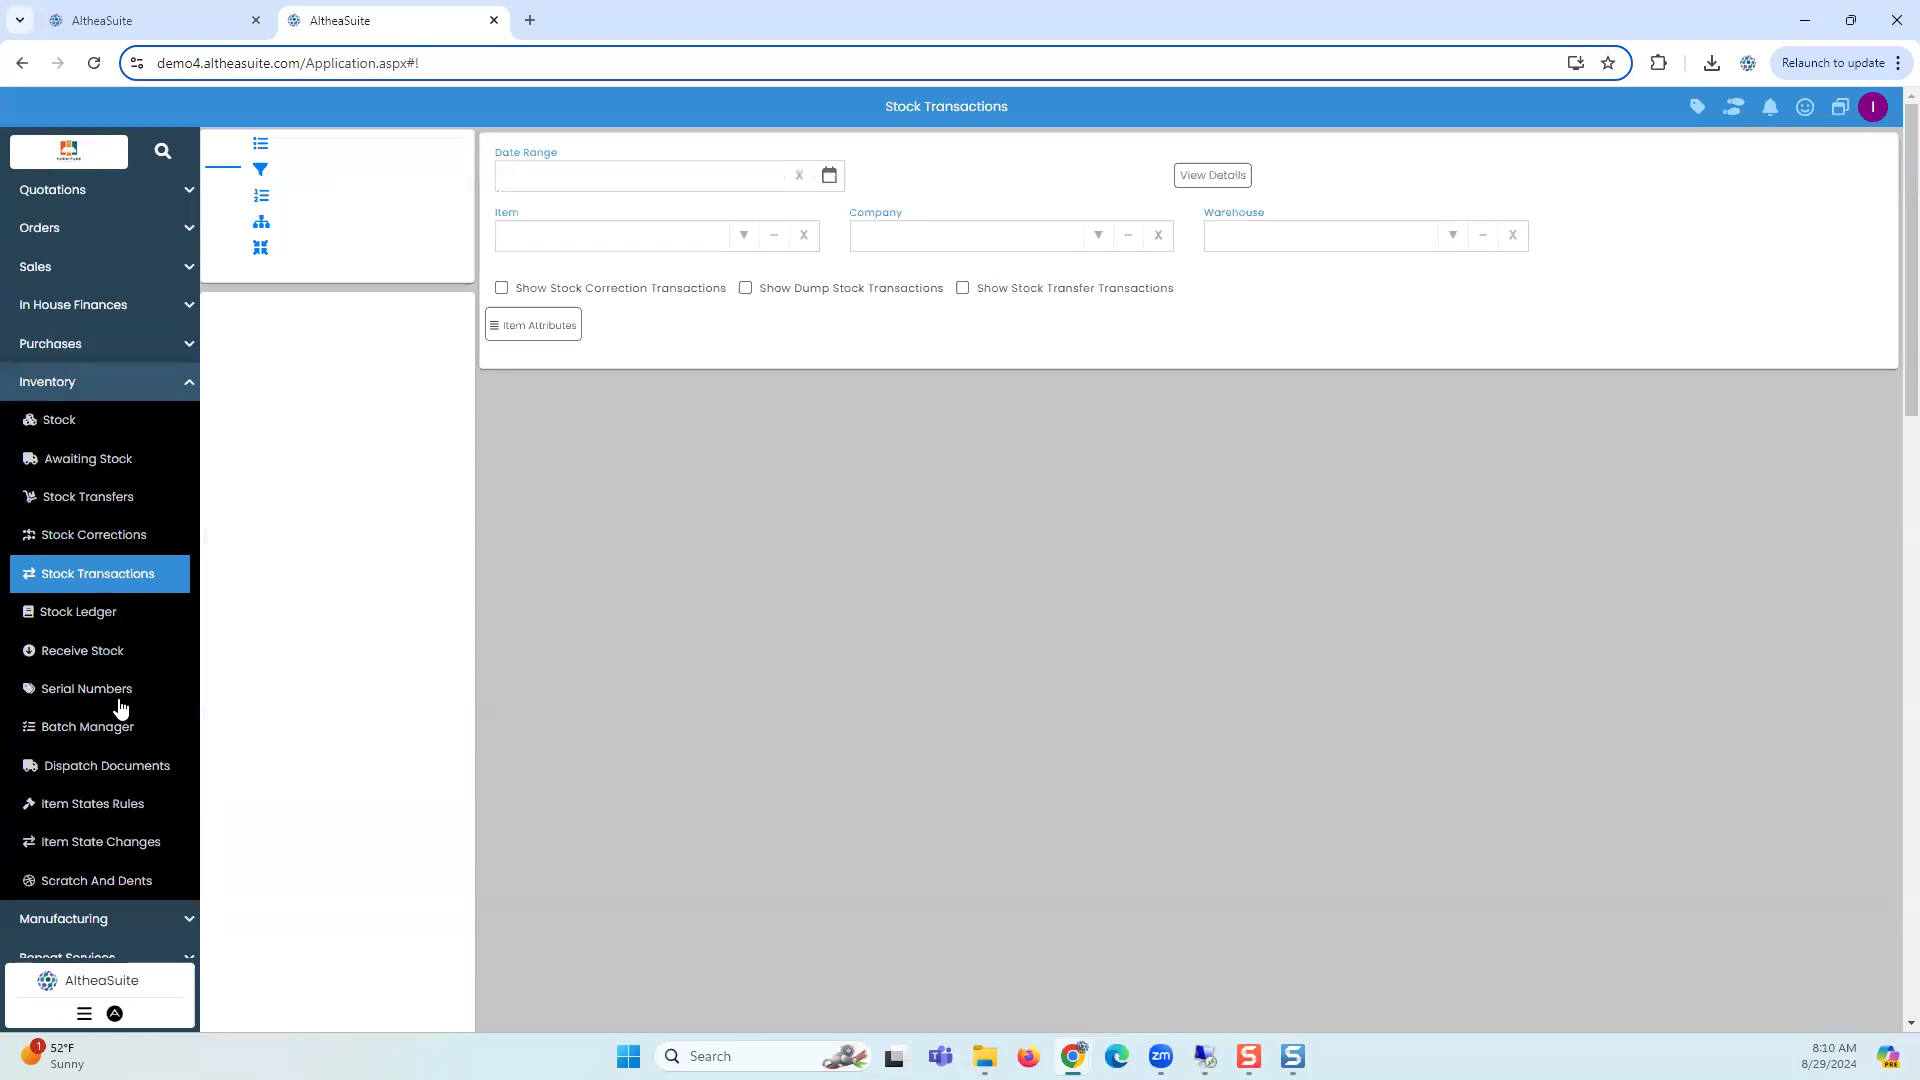 AltheaSuite
AltheaSuite
demo4.altheasuite.com/Application.aspx#!
Relaunch to update
Stock Transactions
I
FURNITURE
Quotations
Orders
Sales
In House Finances
Purchases
Inventory
Stock
Awaiting Stock
Stock Transfers
Stock Corrections
Stock Transactions
Stock Ledger
Receive Stock
Serial Numbers
Batch Manager
Dispatch Documents
Item States Rules
Item State Changes
Scratch And Dents
Manufacturing
Repeat Services
AltheaSuite
Date Range
X
View Details
Item
Company
Warehouse
X
X
X
Show Stock Correction Transactions
Show Dump Stock Transactions
Show Stock Transfer Transactions
Item Attributes
1
52°F
Sunny
Search
zm
S
S
8:10 AM
8/29/2024
PRE